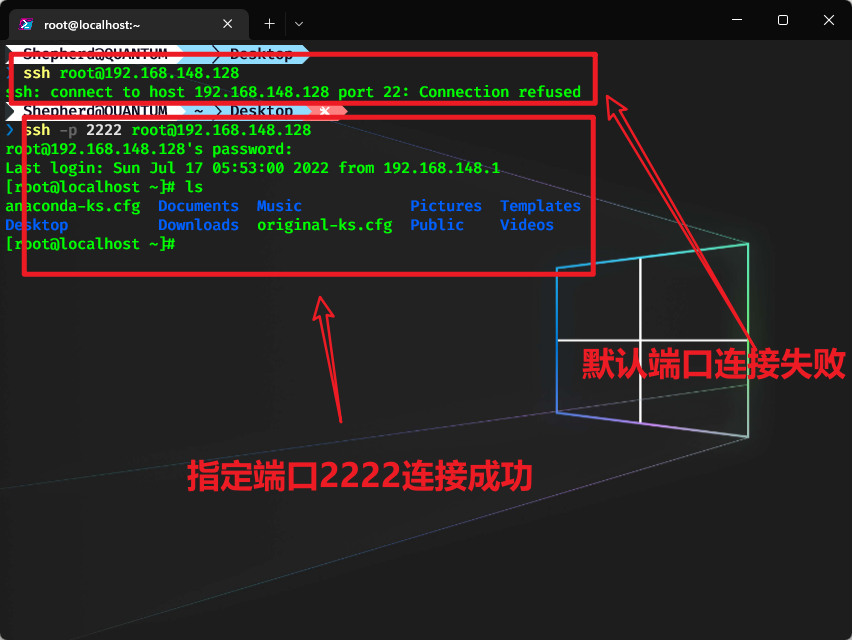 root@localhost:~
Shepherd@QUANTUM Desktop
ssh root@192.168.148.128
ssh: connect to host 192.168.148.128 port 22: Connection refused
Shepherd@QUANTUM ~ Desktop
❯ ssh -p 2222 root@192.168.148.128
root@192.168.148.128's password:
Last login: Sun Jul 17 05:53:00 2022 from 192.168.148.1
[root@localhost ~]# ls
anaconda-ks.cfg Documents Music Pictures Templates
Desktop Downloads original-ks.cfg Public Videos
[root@localhost ~]#
默认端口连接失败
指定端口2222连接成功